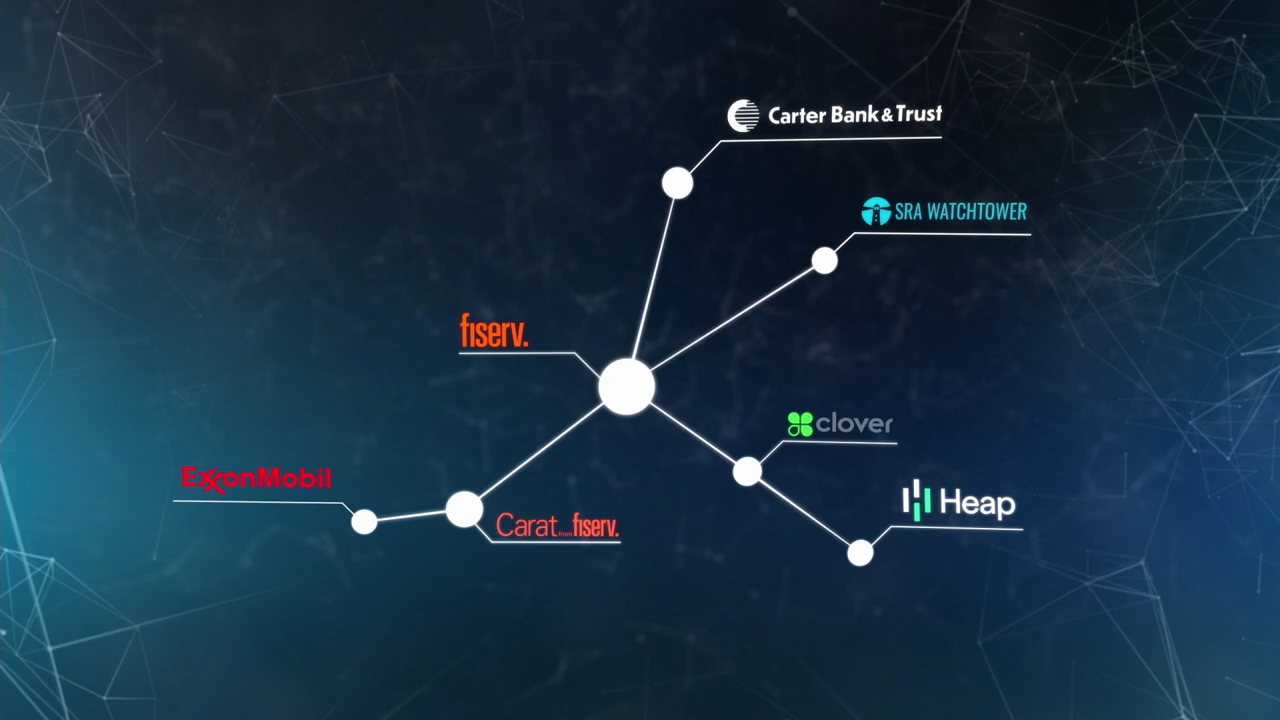 Carter Bank & Trust
SRA WATCHTOWER
fiserv.
clover
ExxonMobil
Heap
Carat from fiserv.